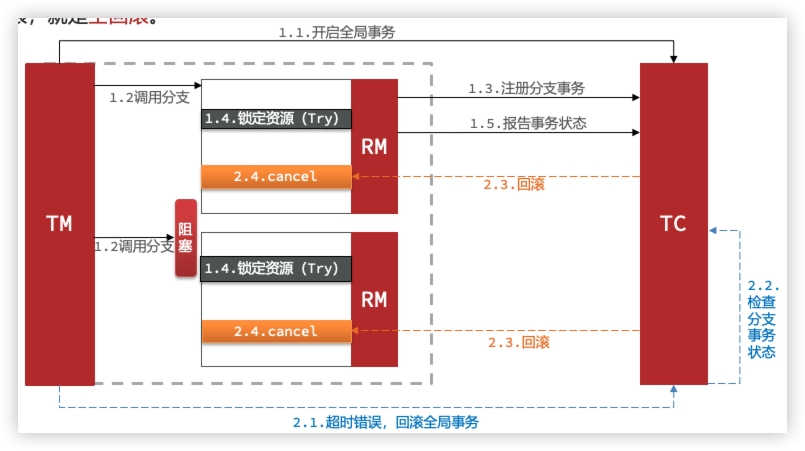 就是空回滚。
1.1.开启全局事务
1.2调用分支
1.3.注册分支事务
1.4.锁定资源（Try）
1.5.报告事务状态
RM
2.4.cancel
2.3.回滚
TM
阻塞
TC
1.2调用分支
1.4.锁定资源（Try）
2.2.
检查
分支
事务
状态
RM
2.4.cancel
2.3.回滚
2.1.超时错误，回滚全局事务